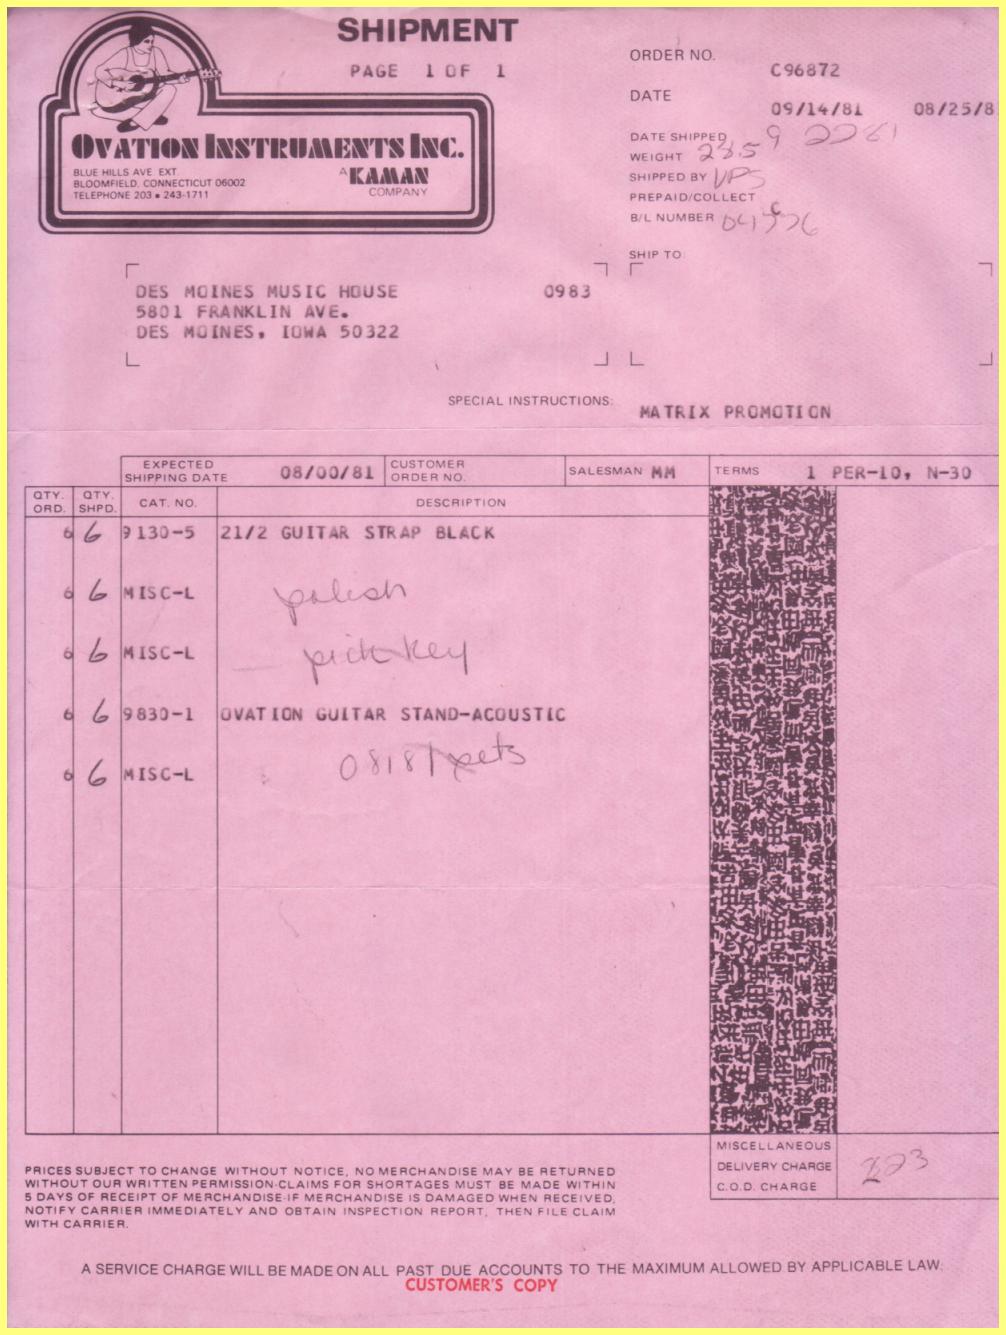 SHIPMENT
PAGE 1 OF 1
OVATION INSTRUMENTS INC.
BLUE HILLS AVE. EXT.
BLOOMFIELD, CONNECTICUT 06002
TELEPHONE 203 • 243-1711
A KAMAN
COMPANY
ORDER NO.
C96872
DATE
09/14/81 08/25/8
DATE SHIPPED 9 22 81
WEIGHT
SHIPPED BY UPS
PREPAID/COLLECT
B/L NUMBER
SHIP TO:
DES MOINES MUSIC HOUSE 0983
5801 FRANKLIN AVE.
DES MOINES, IOWA 50322
SPECIAL INSTRUCTIONS: MATRIX PROMOTION
EXPECTED SHIPPING DATE 08/00/81 CUSTOMER ORDER NO. SALESMAN MM TERMS 1 PER-10, N-30
QTY. ORD. QTY. SHPD. CAT. NO. DESCRIPTION
6 6 9130-5 21/2 GUITAR STRAP BLACK
6 6 MISC-L polish
6 6 MISC-L pick key
6 6 9830-1 OVATION GUITAR STAND-ACOUSTIC
6 6 MISC-L 08181 sets
MISCELLANEOUS
DELIVERY CHARGE
C.O.D. CHARGE
PRICES SUBJECT TO CHANGE WITHOUT NOTICE, NO MERCHANDISE MAY BE RETURNED
WITHOUT OUR WRITTEN PERMISSION-CLAIMS FOR SHORTAGES MUST BE MADE WITHIN
5 DAYS OF RECEIPT OF MERCHANDISE-IF MERCHANDISE IS DAMAGED WHEN RECEIVED,
NOTIFY CARRIER IMMEDIATELY AND OBTAIN INSPECTION REPORT, THEN FILE CLAIM
WITH CARRIER.
A SERVICE CHARGE WILL BE MADE ON ALL PAST DUE ACCOUNTS TO THE MAXIMUM ALLOWED BY APPLICABLE LAW.
CUSTOMER'S COPY